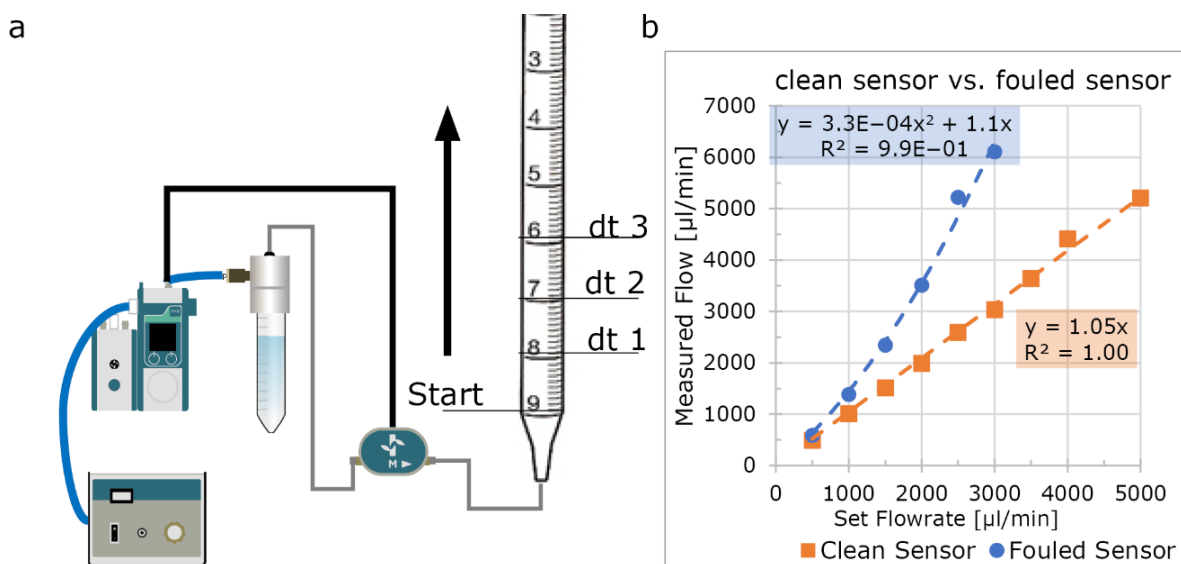 a
3
4
5
6
dt 3
7
dt 2
dt 1
8
Start
9
M
b
clean sensor vs. fouled sensor
y = 3.3E−04x² + 1.1x
R² = 9.9E−01
y = 1.05x
R² = 1.00
Measured Flow [µl/min]
7000
6000
5000
4000
3000
2000
1000
0
0 1000 2000 3000 4000 5000
Set Flowrate [µl/min]
Clean Sensor Fouled Sensor